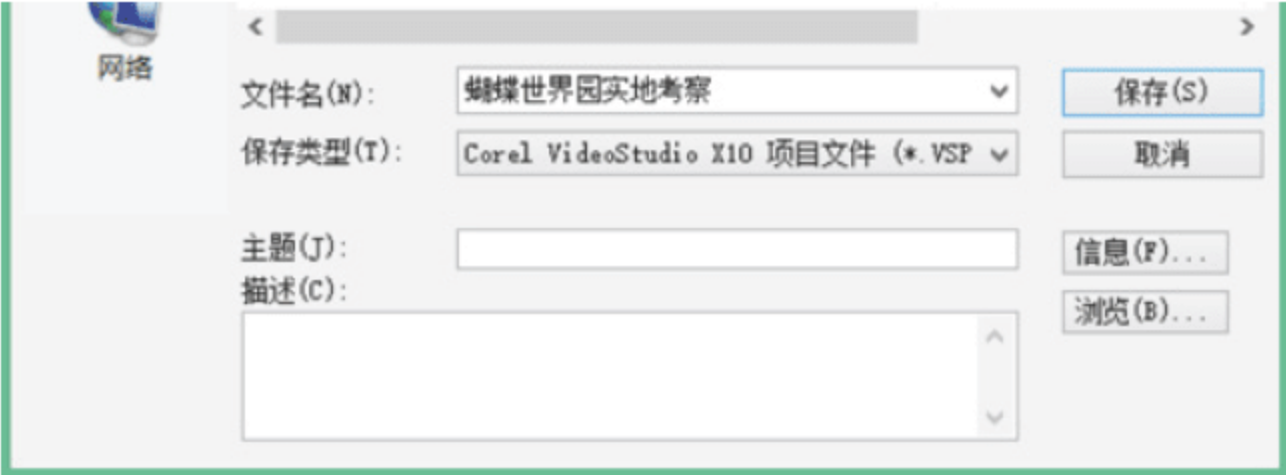 网络
文件名(N):
蝴蝶世界园实地考察
保存(S)
保存类型(T):
Corel VideoStudio X10 项目文件 (*.VSP
取消
主题(J):
信息(F)...
描述(C):
浏览(B)...